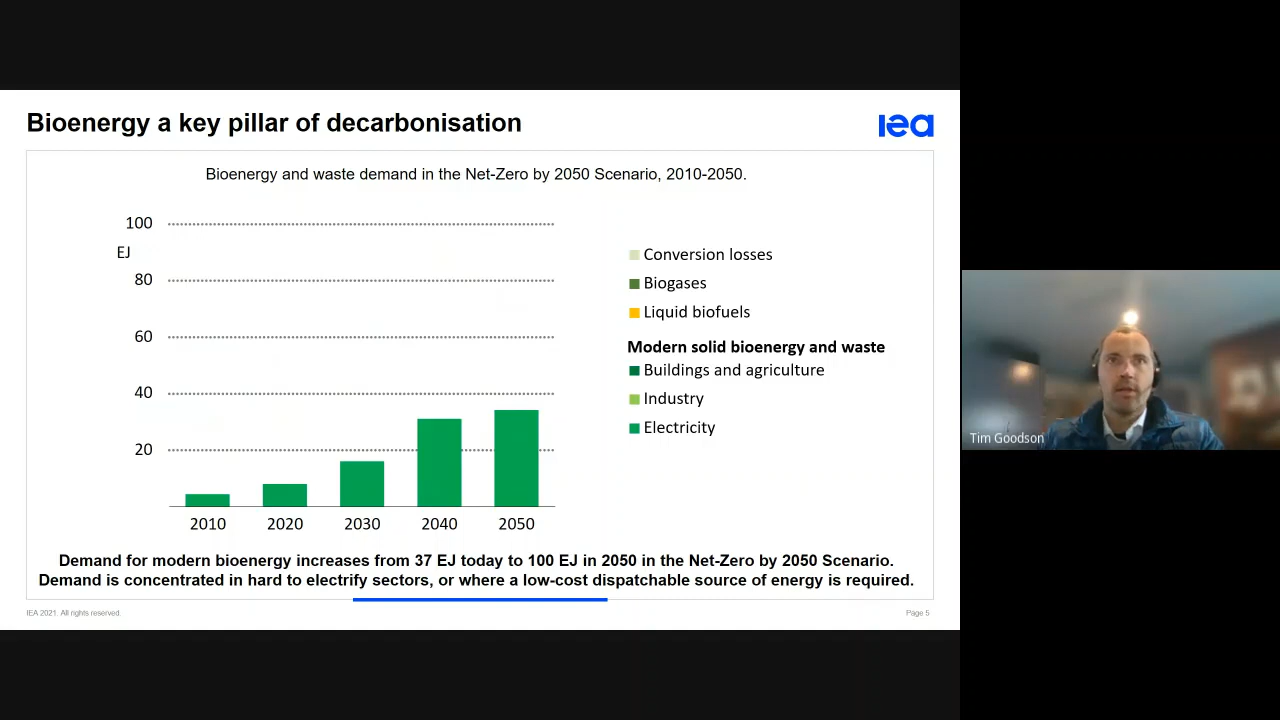 Bioenergy a key pillar of decarbonisation
iea
Bioenergy and waste demand in the Net-Zero by 2050 Scenario, 2010-2050.
100
EJ
80
60
40
20
2010 2020 2030 2040 2050
Conversion losses
Biogases
Liquid biofuels
Modern solid bioenergy and waste
Buildings and agriculture
Industry
Electricity
Demand for modern bioenergy increases from 37 EJ today to 100 EJ in 2050 in the Net-Zero by 2050 Scenario.
Demand is concentrated in hard to electrify sectors, or where a low-cost dispatchable source of energy is required.
IEA 2021. All rights reserved.
Page 5
Tim Goodson